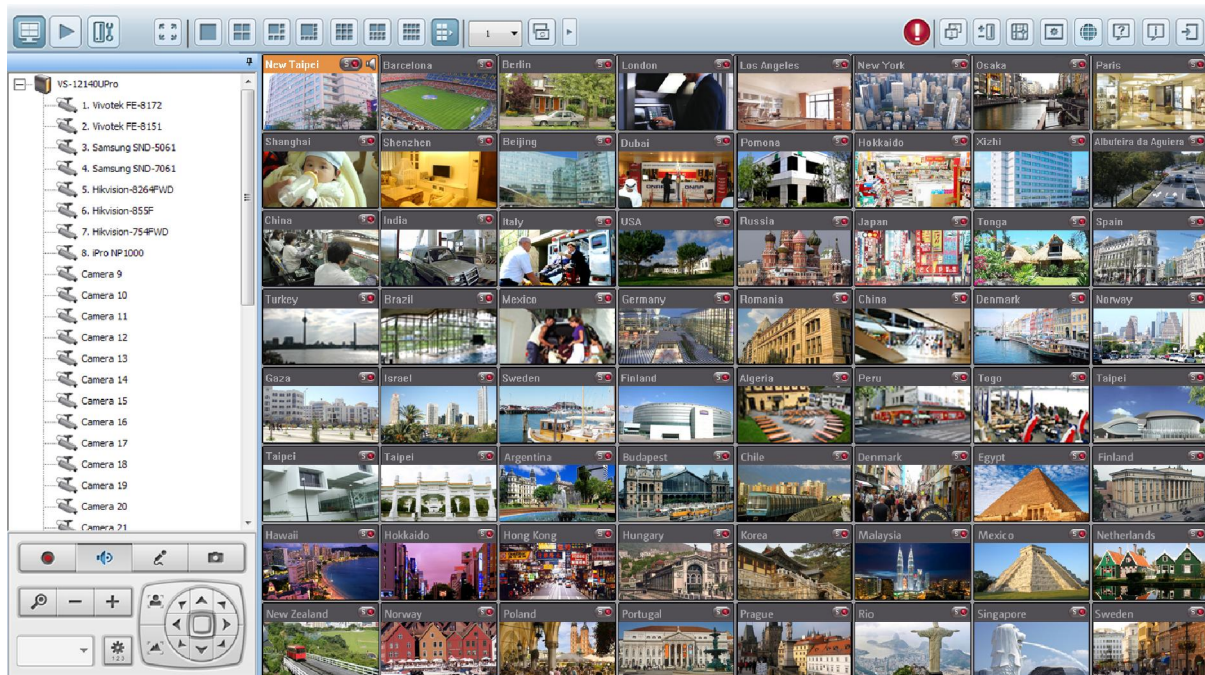 1
VS-12140UPro
1. Vivotek FE-8172
2. Vivotek FE-8151
3. Samsung SND-5061
4. Samsung SND-7061
5. Hikvision-8264FWD
6. Hikvision-855F
7. Hikvision-754FWD
8. iPro NP1000
Camera 9
Camera 10
Camera 11
Camera 12
Camera 13
Camera 14
Camera 15
Camera 16
Camera 17
Camera 18
Camera 19
Camera 20
Camera 21
123
New Taipei Barcelona Berlin London Los Angeles New York Osaka Paris
Shanghai Shenzhen Beijing Dubai Pomona Hokkaido Xizhi Albufeira da Aguiera
China India Italy USA Russia Japan Tonga Spain
Turkey Brazil Mexico Germany Romania China Denmark Norway
Gaza Israel Sweden Finland Algeria Peru Togo Taipei
Taipei Taipei Argentina Budapest Chile Denmark Egypt Finland
Hawaii Hokkaido Hong Kong Hungary Korea Malaysia Mexico Netherlands
New Zealand Norway Poland Portugal Prague Rio Singapore Sweden